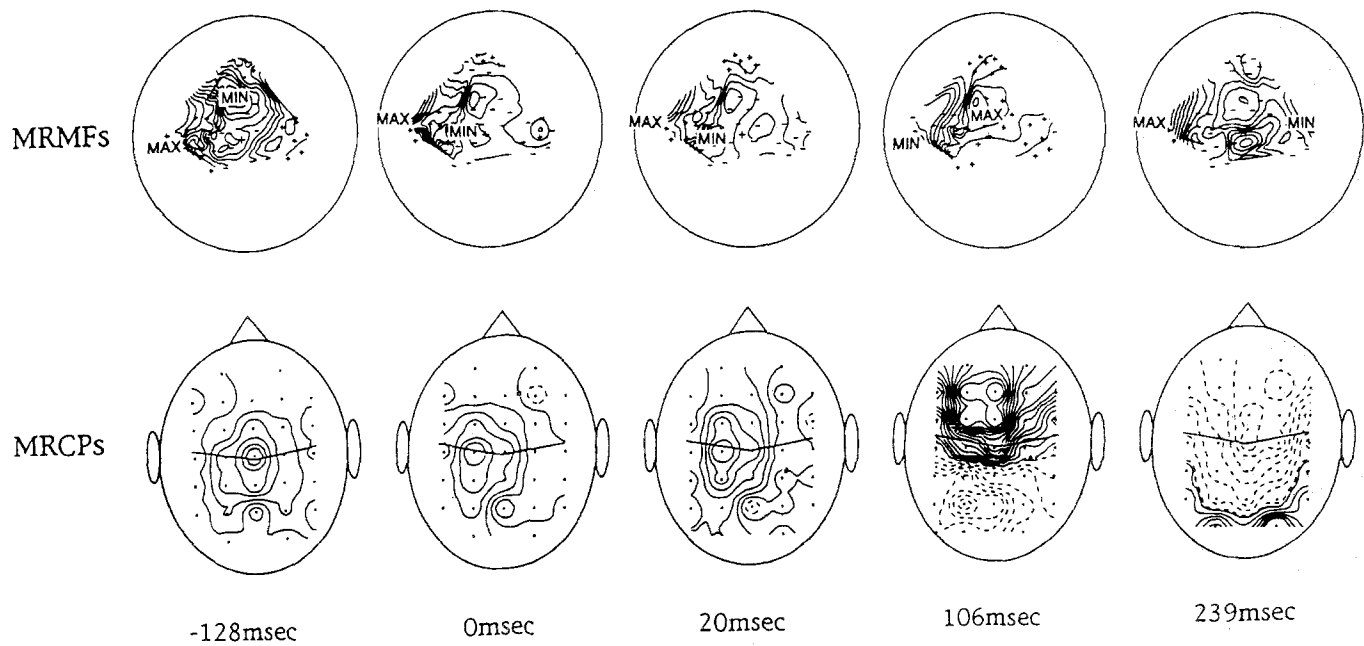 MRMFs
MIN
MAX
MAX
MIN
MAX
MIN
MAX
MIN
MAX
MIN
MRCPs
-128msec
0msec
20msec
106msec
239msec